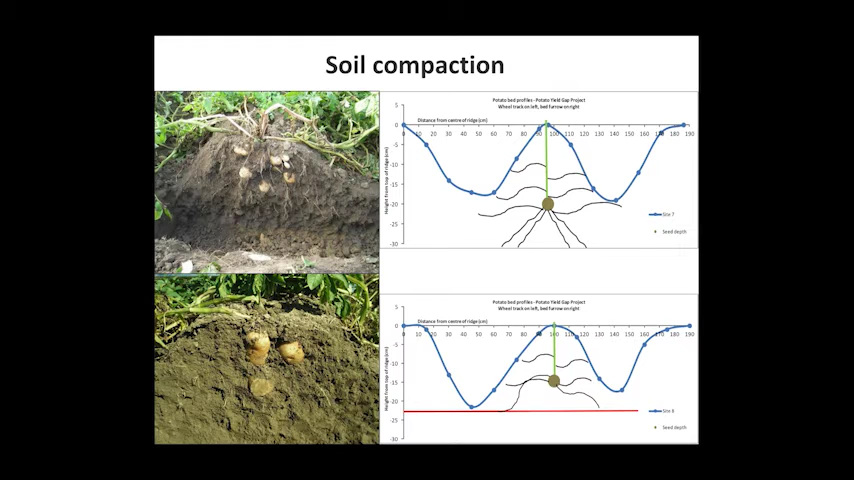 Soil compaction
Potato bed profiles - Potato Yield Gap Project
Wheel track on left, bed furrow on right
Distance from centre of ridge (cm)
5
0
-5
-10
-15
-20
-25
-30
0 10 20 30 40 50 60 70 80 90 100 110 120 130 140 150 160 170 180 190
Height from top of ridge (cm)
Site 7
Seed depth
Potato bed profiles - Potato Yield Gap Project
Wheel track on left, bed furrow on right
Distance from centre of ridge (cm)
5
0
-5
-10
-15
-20
-25
-30
0 10 20 30 40 50 60 70 80 90 100 110 120 130 140 150 160 170 180 190
Height from top of ridge (cm)
Site 8
Seed depth